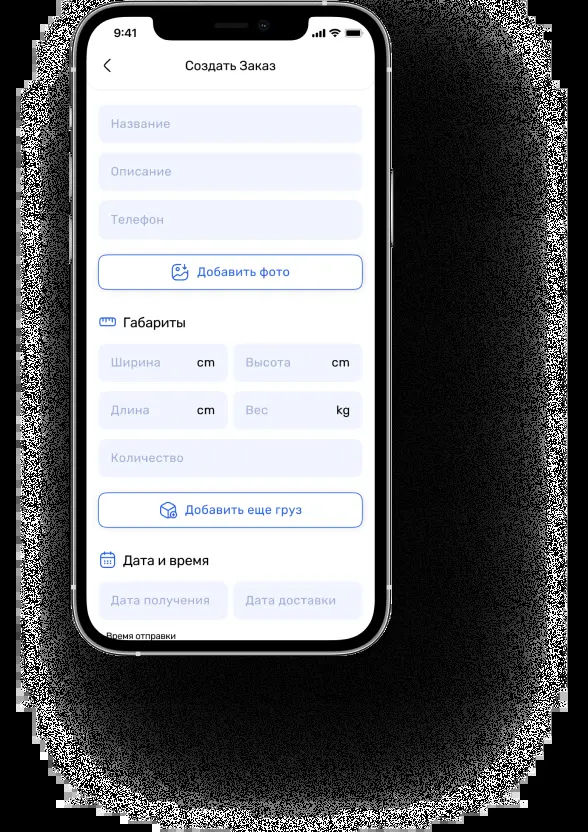 9:41
Создать Заказ
Название
Описание
Телефон
Добавить фото
Габариты
Ширина cm Высота cm
Длина cm Вес kg
Количество
Добавить еще груз
Дата и время
Дата получения Дата доставки
Время отправки